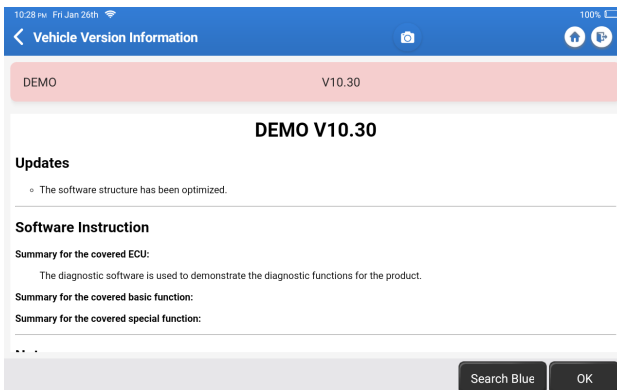 10:28 PM Fri Jan 26th
100%
Vehicle Version Information
DEMO V10.30
DEMO V10.30
Updates
The software structure has been optimized.
Software Instruction
Summary for the covered ECU:
The diagnostic software is used to demonstrate the diagnostic functions for the product.
Summary for the covered basic function:
Summary for the covered special function:
Search Blue
OK